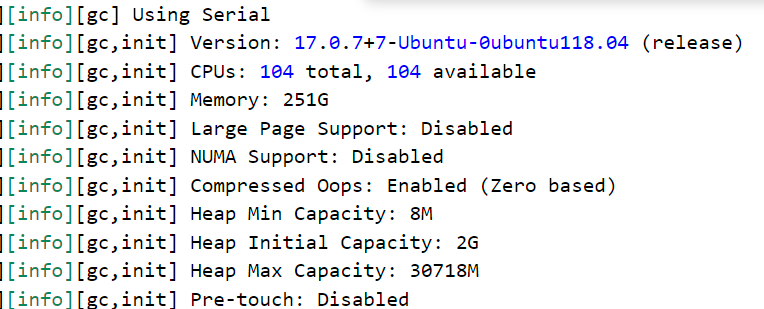 ][info][gc] Using Serial
][info][gc,init] Version: 17.0.7+7-Ubuntu-0ubuntu118.04 (release)
][info][gc,init] CPUs: 104 total, 104 available
][info][gc,init] Memory: 251G
][info][gc,init] Large Page Support: Disabled
][info][gc,init] NUMA Support: Disabled
][info][gc,init] Compressed Oops: Enabled (Zero based)
][info][gc,init] Heap Min Capacity: 8M
][info][gc,init] Heap Initial Capacity: 2G
][info][gc,init] Heap Max Capacity: 30718M
][info][gc,init] Pre-touch: Disabled